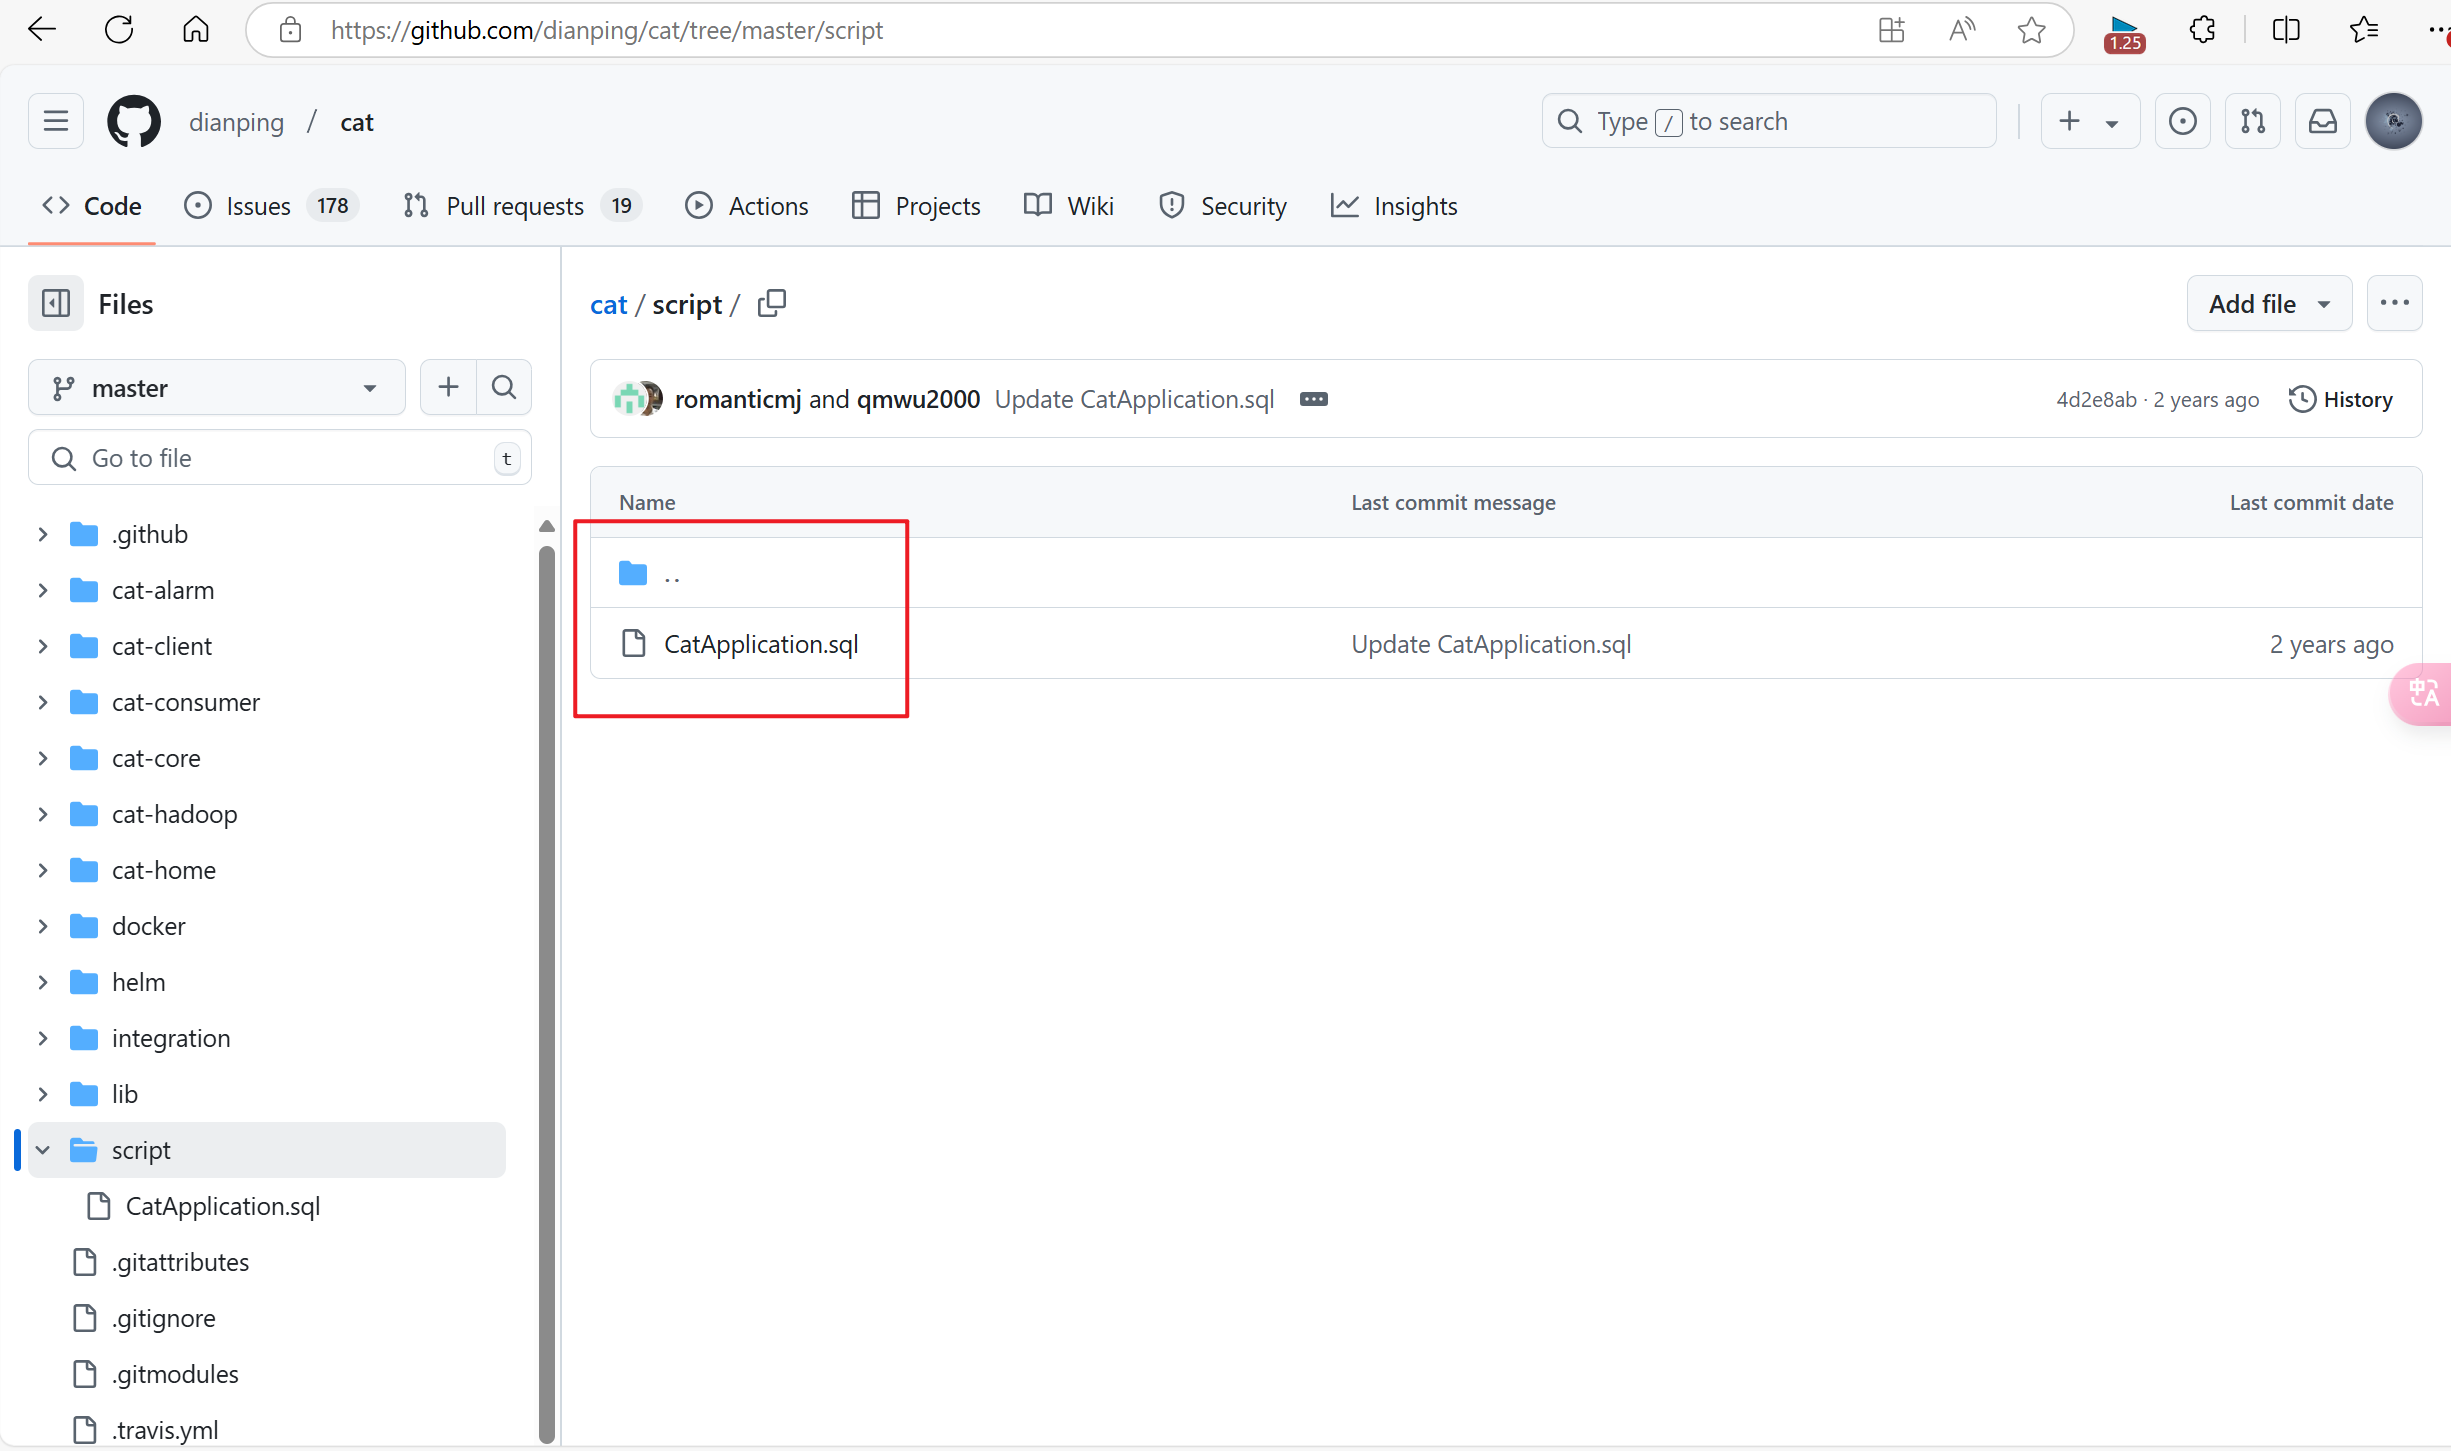 https://github.com/dianping/cat/tree/master/script
1.25
dianping / cat
Type / to search
Code
Issues 178
Pull requests 19
Actions
Projects
Wiki
Security
Insights
Files
master
Go to file
t
.github
cat-alarm
cat-client
cat-consumer
cat-core
cat-hadoop
cat-home
docker
helm
integration
lib
script
CatApplication.sql
.gitattributes
.gitignore
.gitmodules
.travis.yml
cat / script /
Add file
romanticmj and qmwu2000 Update CatApplication.sql
4d2e8ab · 2 years ago
History
Name Last commit message Last commit date
..
CatApplication.sql Update CatApplication.sql 2 years ago
中A